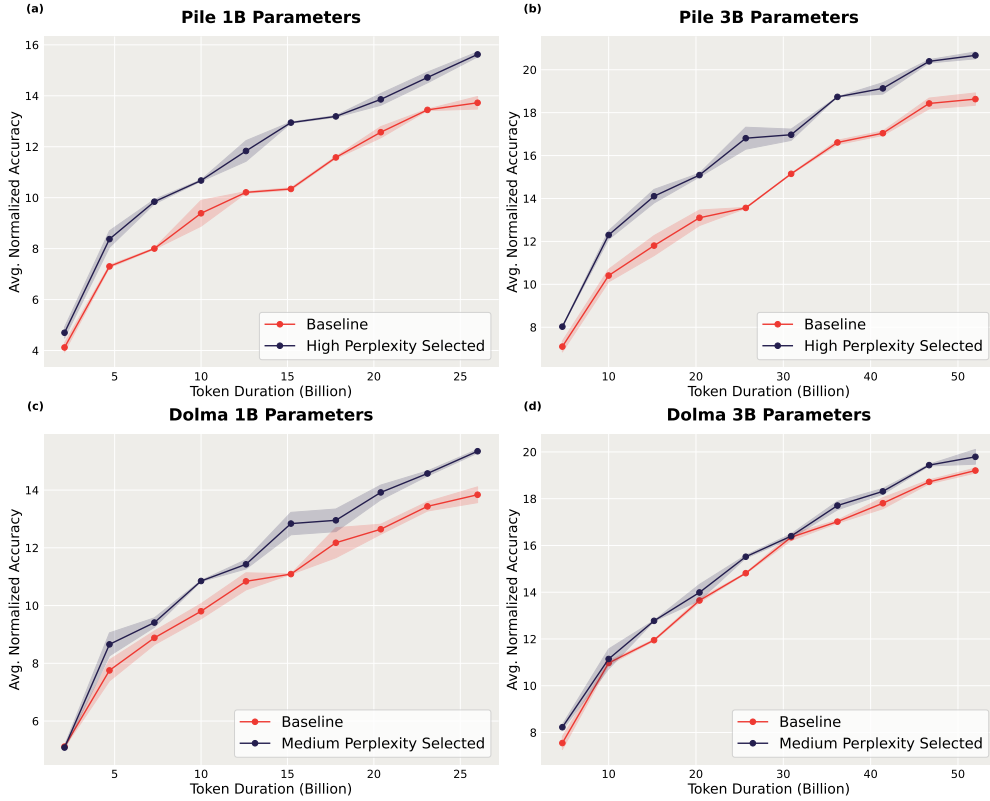 (a)
Pile 1B Parameters
Avg. Normalized Accuracy
16
14
12
10
8
6
4
Baseline
High Perplexity Selected
5
10
15
20
25
Token Duration (Billion)
(b)
Pile 3B Parameters
Avg. Normalized Accuracy
20
18
16
14
12
10
8
Baseline
High Perplexity Selected
10
20
30
40
50
Token Duration (Billion)
(c)
Dolma 1B Parameters
Avg. Normalized Accuracy
14
12
10
8
6
Baseline
Medium Perplexity Selected
5
10
15
20
25
Token Duration (Billion)
(d)
Dolma 3B Parameters
Avg. Normalized Accuracy
20
18
16
14
12
10
8
Baseline
Medium Perplexity Selected
10
20
30
40
50
Token Duration (Billion)